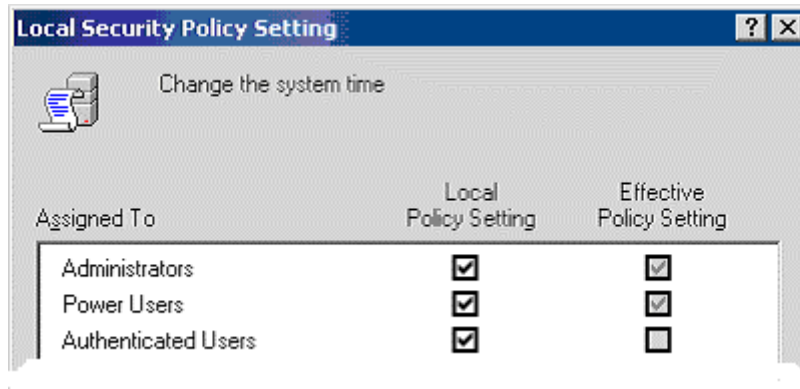 Local Security Policy Setting
Change the system time
Assigned To
Local Policy Setting
Effective Policy Setting
Administrators
Power Users
Authenticated Users